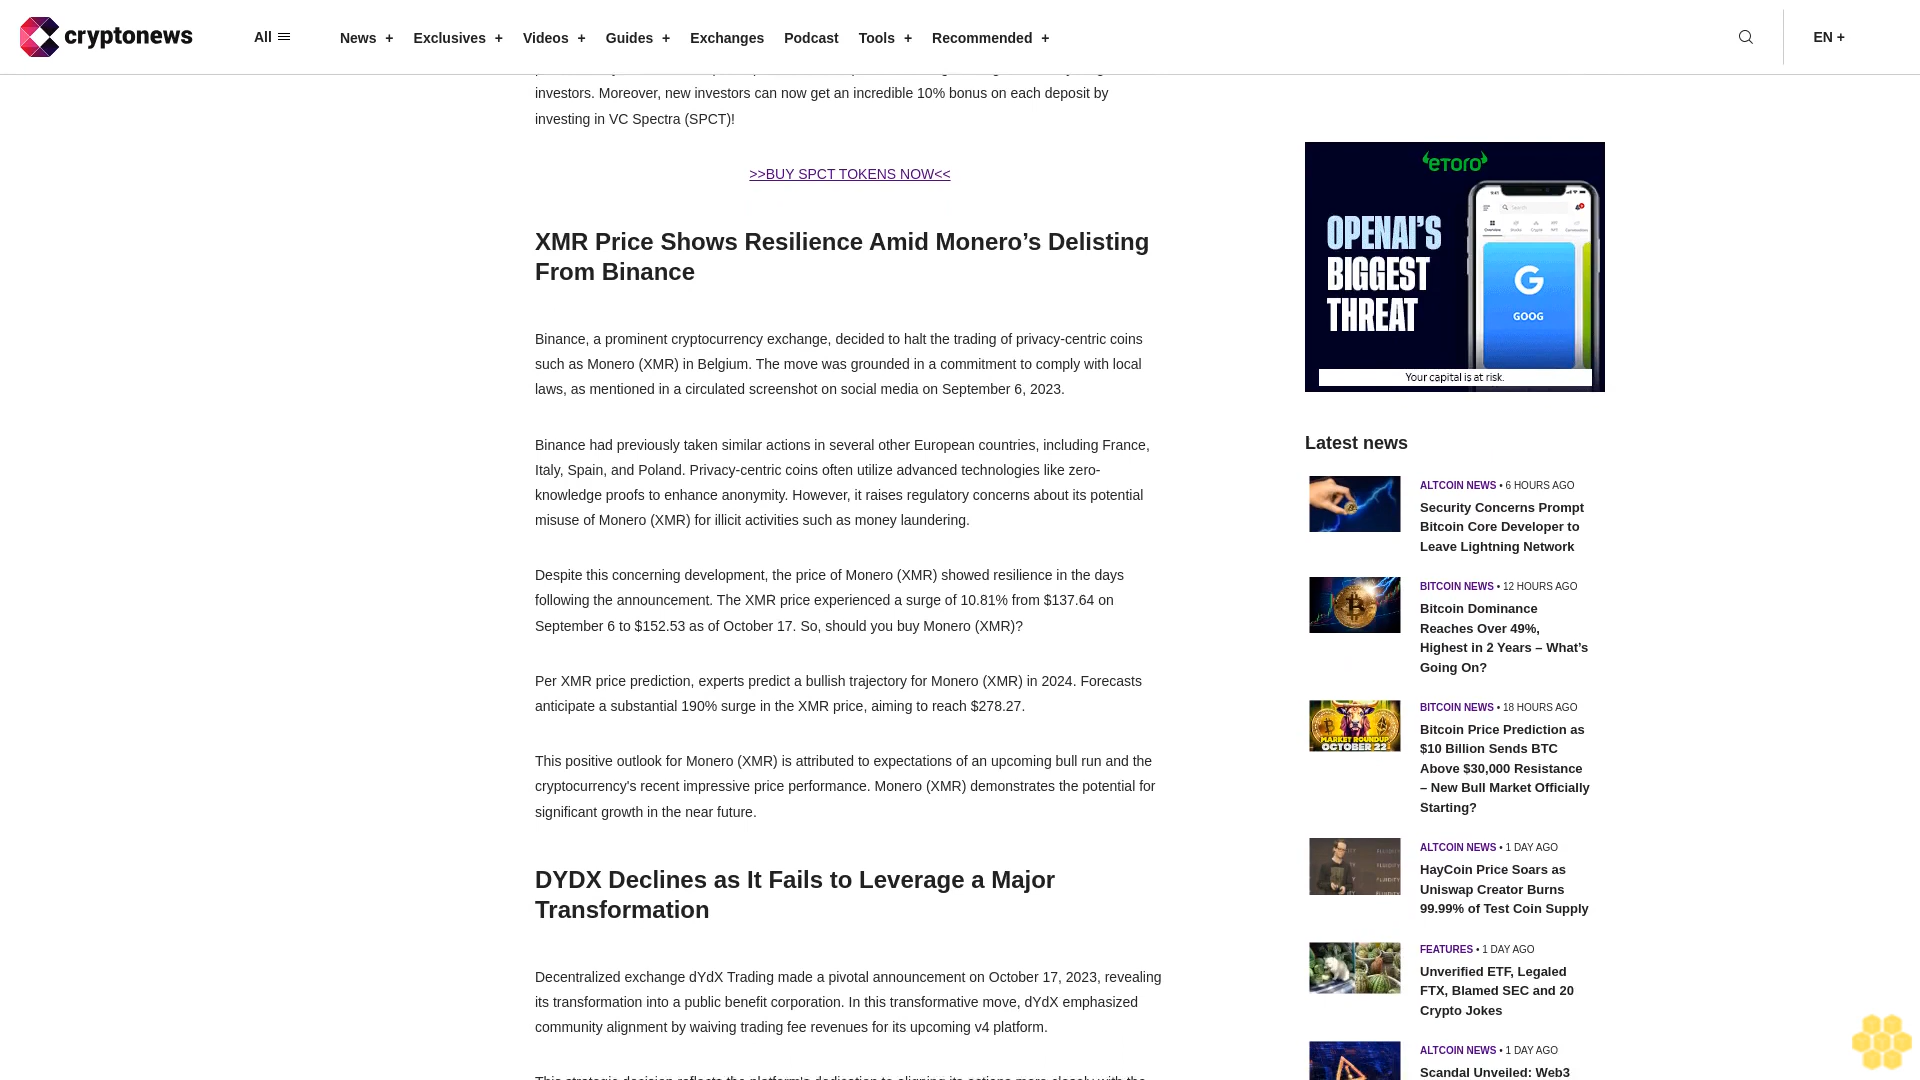 cryptonews
All
News +
Exclusives +
Videos +
Guides +
Exchanges
Podcast
Tools +
Recommended +
EN +
investors. Moreover, new investors can now get an incredible 10% bonus on each deposit by
investing in VC Spectra (SPCT)!
>>BUY SPCT TOKENS NOW<<
XMR Price Shows Resilience Amid Monero’s Delisting
From Binance
Binance, a prominent cryptocurrency exchange, decided to halt the trading of privacy-centric coins
such as Monero (XMR) in Belgium. The move was grounded in a commitment to comply with local
laws, as mentioned in a circulated screenshot on social media on September 6, 2023.
Binance had previously taken similar actions in several other European countries, including France,
Italy, Spain, and Poland. Privacy-centric coins often utilize advanced technologies like zero-
knowledge proofs to enhance anonymity. However, it raises regulatory concerns about its potential
misuse of Monero (XMR) for illicit activities such as money laundering.
Despite this concerning development, the price of Monero (XMR) showed resilience in the days
following the announcement. The XMR price experienced a surge of 10.81% from $137.64 on
September 6 to $152.53 as of October 17. So, should you buy Monero (XMR)?
Per XMR price prediction, experts predict a bullish trajectory for Monero (XMR) in 2024. Forecasts
anticipate a substantial 190% surge in the XMR price, aiming to reach $278.27.
This positive outlook for Monero (XMR) is attributed to expectations of an upcoming bull run and the
cryptocurrency's recent impressive price performance. Monero (XMR) demonstrates the potential for
significant growth in the near future.
DYDX Declines as It Fails to Leverage a Major
Transformation
Decentralized exchange dYdX Trading made a pivotal announcement on October 17, 2023, revealing
its transformation into a public benefit corporation. In this transformative move, dYdX emphasized
community alignment by waiving trading fee revenues for its upcoming v4 platform.
This strategic decision reflects the platform's dedication to aligning its actions more closely with the
eToro
OPENAI'S
BIGGEST
THREAT
GOOG
Your capital is at risk.
Latest news
ALTCOIN NEWS • 6 HOURS AGO
Security Concerns Prompt
Bitcoin Core Developer to
Leave Lightning Network
BITCOIN NEWS • 12 HOURS AGO
Bitcoin Dominance
Reaches Over 49%,
Highest in 2 Years – What’s
Going On?
MARKET ROUNDUP
OCTOBER 22
BITCOIN NEWS • 18 HOURS AGO
Bitcoin Price Prediction as
$10 Billion Sends BTC
Above $30,000 Resistance
– New Bull Market Officially
Starting?
ALTCOIN NEWS • 1 DAY AGO
HayCoin Price Soars as
Uniswap Creator Burns
99.99% of Test Coin Supply
FEATURES • 1 DAY AGO
Unverified ETF, Legaled
FTX, Blamed SEC and 20
Crypto Jokes
ALTCOIN NEWS • 1 DAY AGO
Scandal Unveiled: Web3